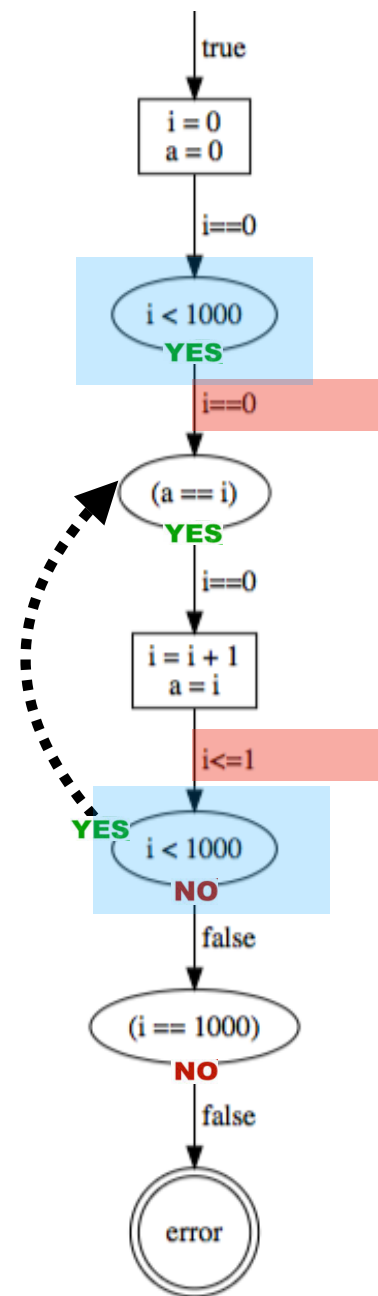 true
i = 0
a = 0
i==0
i < 1000
YES
i==0
(a == i)
YES
i==0
i = i + 1
a = i
i<=1
YES
i < 1000
NO
false
(i == 1000)
NO
false
error